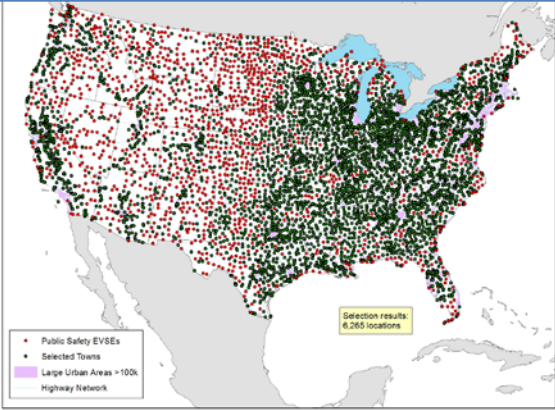 Selection results:
6,265 locations
Public Safety EVSEs
Selected Towns
Large Urban Areas >100k
Highway Network